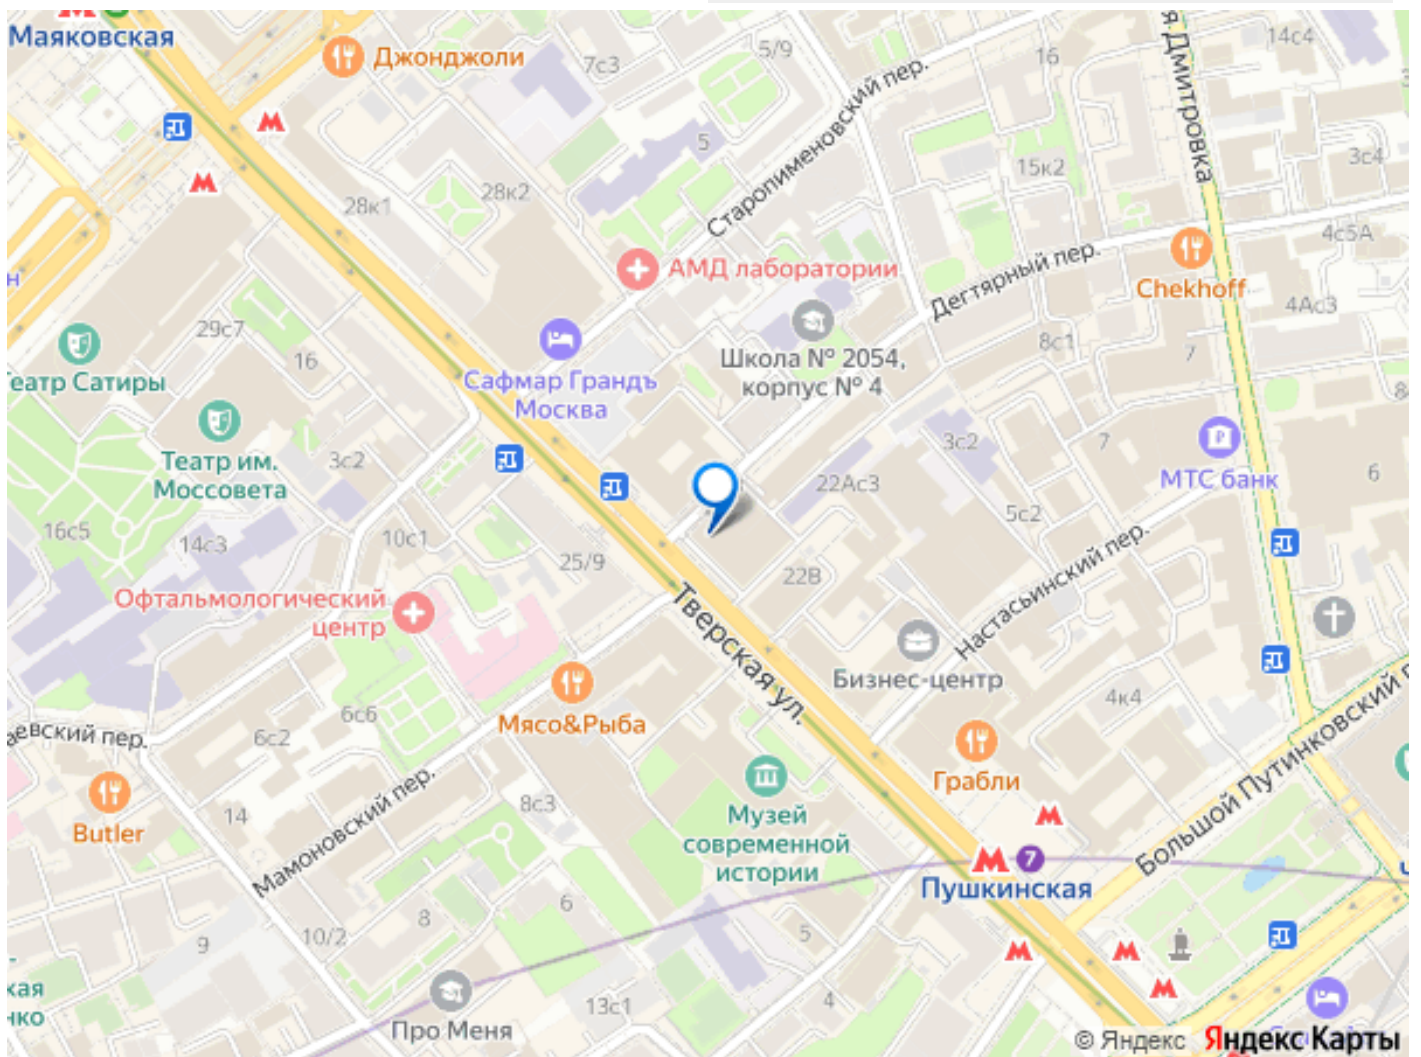 Маяковская
Джонджоли
7с3
5/9
16
14с4
я Дмитровка
Старопименовский пер.
5
15к2
3с4
28к1
28к2
4с5А
АМД лаборатории
Дегтярный пер.
Chekhoff
4Ас3
29с7
16
Школа № 2054,
корпус № 4
8с1
7
еатр Сатиры
Сафмар Грандъ
Москва
Театр им.
Моссовета
3с2
3с2
7
МТС банк
6
22Ас3
16с5
14с3
10с1
5с2
25/9
22В
Офтальмологический
центр
Тверская ул.
Настасьинский пер.
Бизнес-центр
4к4
6с6
Мясо&Рыба
аевский пер.
6с2
Большой Путинковский п
Грабли
Butler
14
Мамоновский пер.
8с3
Музей
современной
истории
7
Пушкинская
6
8
10/2
9
5
кая
нко
13с1
4
Про Меня
© Яндекс Яндекс Карты